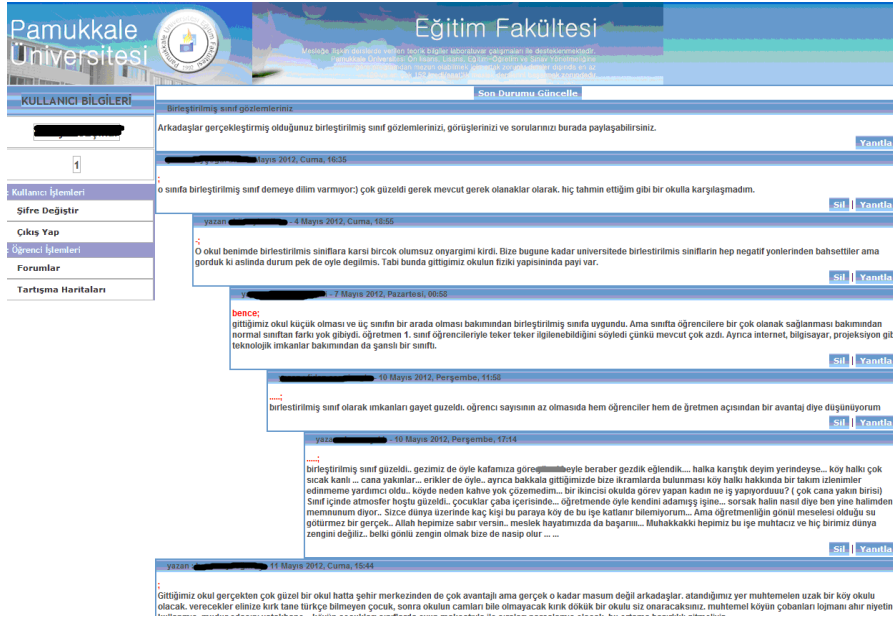 Pamukkale
Üniversitesi
Eğitim Fakültesi
Mesleğe ilişkin durumlarda verilen teorik bilgiler laboratuvar çalışmaları ile desteklenmektedir.
KULLANICI BİLGİLERİ
1
: Kullanıcı İşlemleri
Şifre Değiştir
Çıkış Yap
: Öğrenci İşlemleri
Forumlar
Tartışma Haritaları
Son Durumu Güncelle
Birleştirilmiş sınıf gözlemleriniz
Arkadaşlar gerçekleştirmiş olduğunuz birleştirilmiş sınıf gözlemlerinizi, görüşlerinizi ve sorularınızı burada paylaşabilirsiniz.
Yanıtla
Mayıs 2012, Cuma, 16:35
;
o sınıfa birleştirilmiş sınıf demeye dilim varmıyor:) çok güzeldi gerek mevcut gerek olanaklar olarak. hiç tahmin ettiğim gibi bir okulla karşılaşmadım.
Sil | Yanıtla
yazan - 4 Mayıs 2012, Cuma, 18:55
-;
O okul benimde birlestirilmis siniflara karsi bircok olumsuz onyargimi kirdi. Bize bugune kadar universitede birlestirilmis siniflarin hep negatif yonlerinden bahsettiler ama
gorduk ki aslinda durum pek de oyle degilmis. Tabi bunda gittigimiz okulun fiziki yapisininda payi var.
Sil | Yanıtla
- 7 Mayıs 2012, Pazartesi, 00:58
bence;
gittiğimiz okul küçük olması ve üç sınıfın bir arada olması bakımından birleştirilmiş sınıfa uygundu. Ama sınıfta öğrencilere bir çok olanak sağlanması bakımından
normal sınıftan farkı yok gibiydi. öğretmen 1. sınıf öğrencileriyle teker teker ilgilenebildiğini söyledi çünkü mevcut çok azdı. Ayrıca internet, bilgisayar, projeksiyon gib
teknolojik imkanlar bakımından da şanslı bir sınıftı.
Sil | Yanıtla
- 10 Mayıs 2012, Perşembe, 11:58
.....;
bırlestirilmiş sınıf olarak ımkanları gayet guzeldı. oğrencı sayısının az olmasıda hem öğrenciler hem de ğretmen açısından bir avantaj diye düşünüyorum
Sil | Yanıtla
yaza - 10 Mayıs 2012, Perşembe, 17:14
.....;
birleştirilmiş sınıf güzeldi.. gezimiz de öyle kafamıza göre eyle beraber gezdik eğlendik.... halka karıştık deyim yerindeyse... köy halkı çok
sıcak kanlı ... cana yakınlar... erikler de öyle.. ayrıca bakkala gittiğimizde bize ikramlarda bulunması köy halkı hakkında bir takım izlenimler
edinmeme yardımcı oldu.. köyde neden kahve yok çözemedim... bir ikincisi okulda görev yapan kadın ne iş yapıyorduuu? ( çok cana yakın birisi)
Sınıf içinde atmosfer hoştu güzeldi.. çocuklar çaba içerisinde... öğretmende öyle kendini adamışş işine... sorsak halin nasıl diye ben yine halimden
memnunum diyor.. Sizce dünya üzerinde kaç kişi bu paraya köy de bu işe katlanır bilemiyorum... Ama öğretmenliğin gönül meselesi olduğu su
götürmez bir gerçek.. Allah hepimize sabır versin.. meslek hayatımızda da başarııı... Muhakkakki hepimiz bu işe muhtacız ve hiç birimiz dünya
zengini değiliz.. belki gönlü zengin olmak bize de nasip olur ... ...
Sil | Yanıtla
yazan 11 Mayıs 2012, Cuma, 15:44
;
Gittiğimiz okul gerçekten çok güzel bir okul hatta şehir merkezinden de çok avantajlı ama gerçek o kadar masum değil arkadaşlar. atandığımız yer muhtemelen uzak bir köy okulu
olacak. verecekler elinize kırk tane türkçe bilmeyen çocuk, sonra okulun camları bile olmayacak kırık dökük bir okulu siz onaracaksınız. muhtemel köyün çobanları lojmanı ahır niyetin